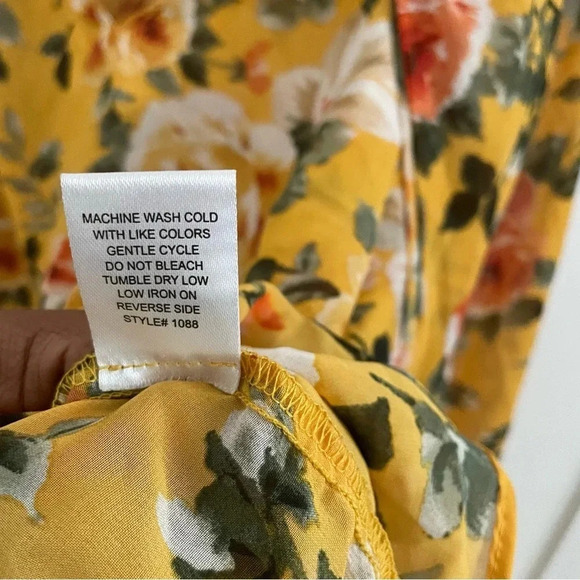 MACHINE WASH COLD
WITH LIKE COLORS
GENTLE CYCLE
DO NOT BLEACH
TUMBLE DRY LOW
LOW IRON ON
REVERSE SIDE
STYLE# 1088